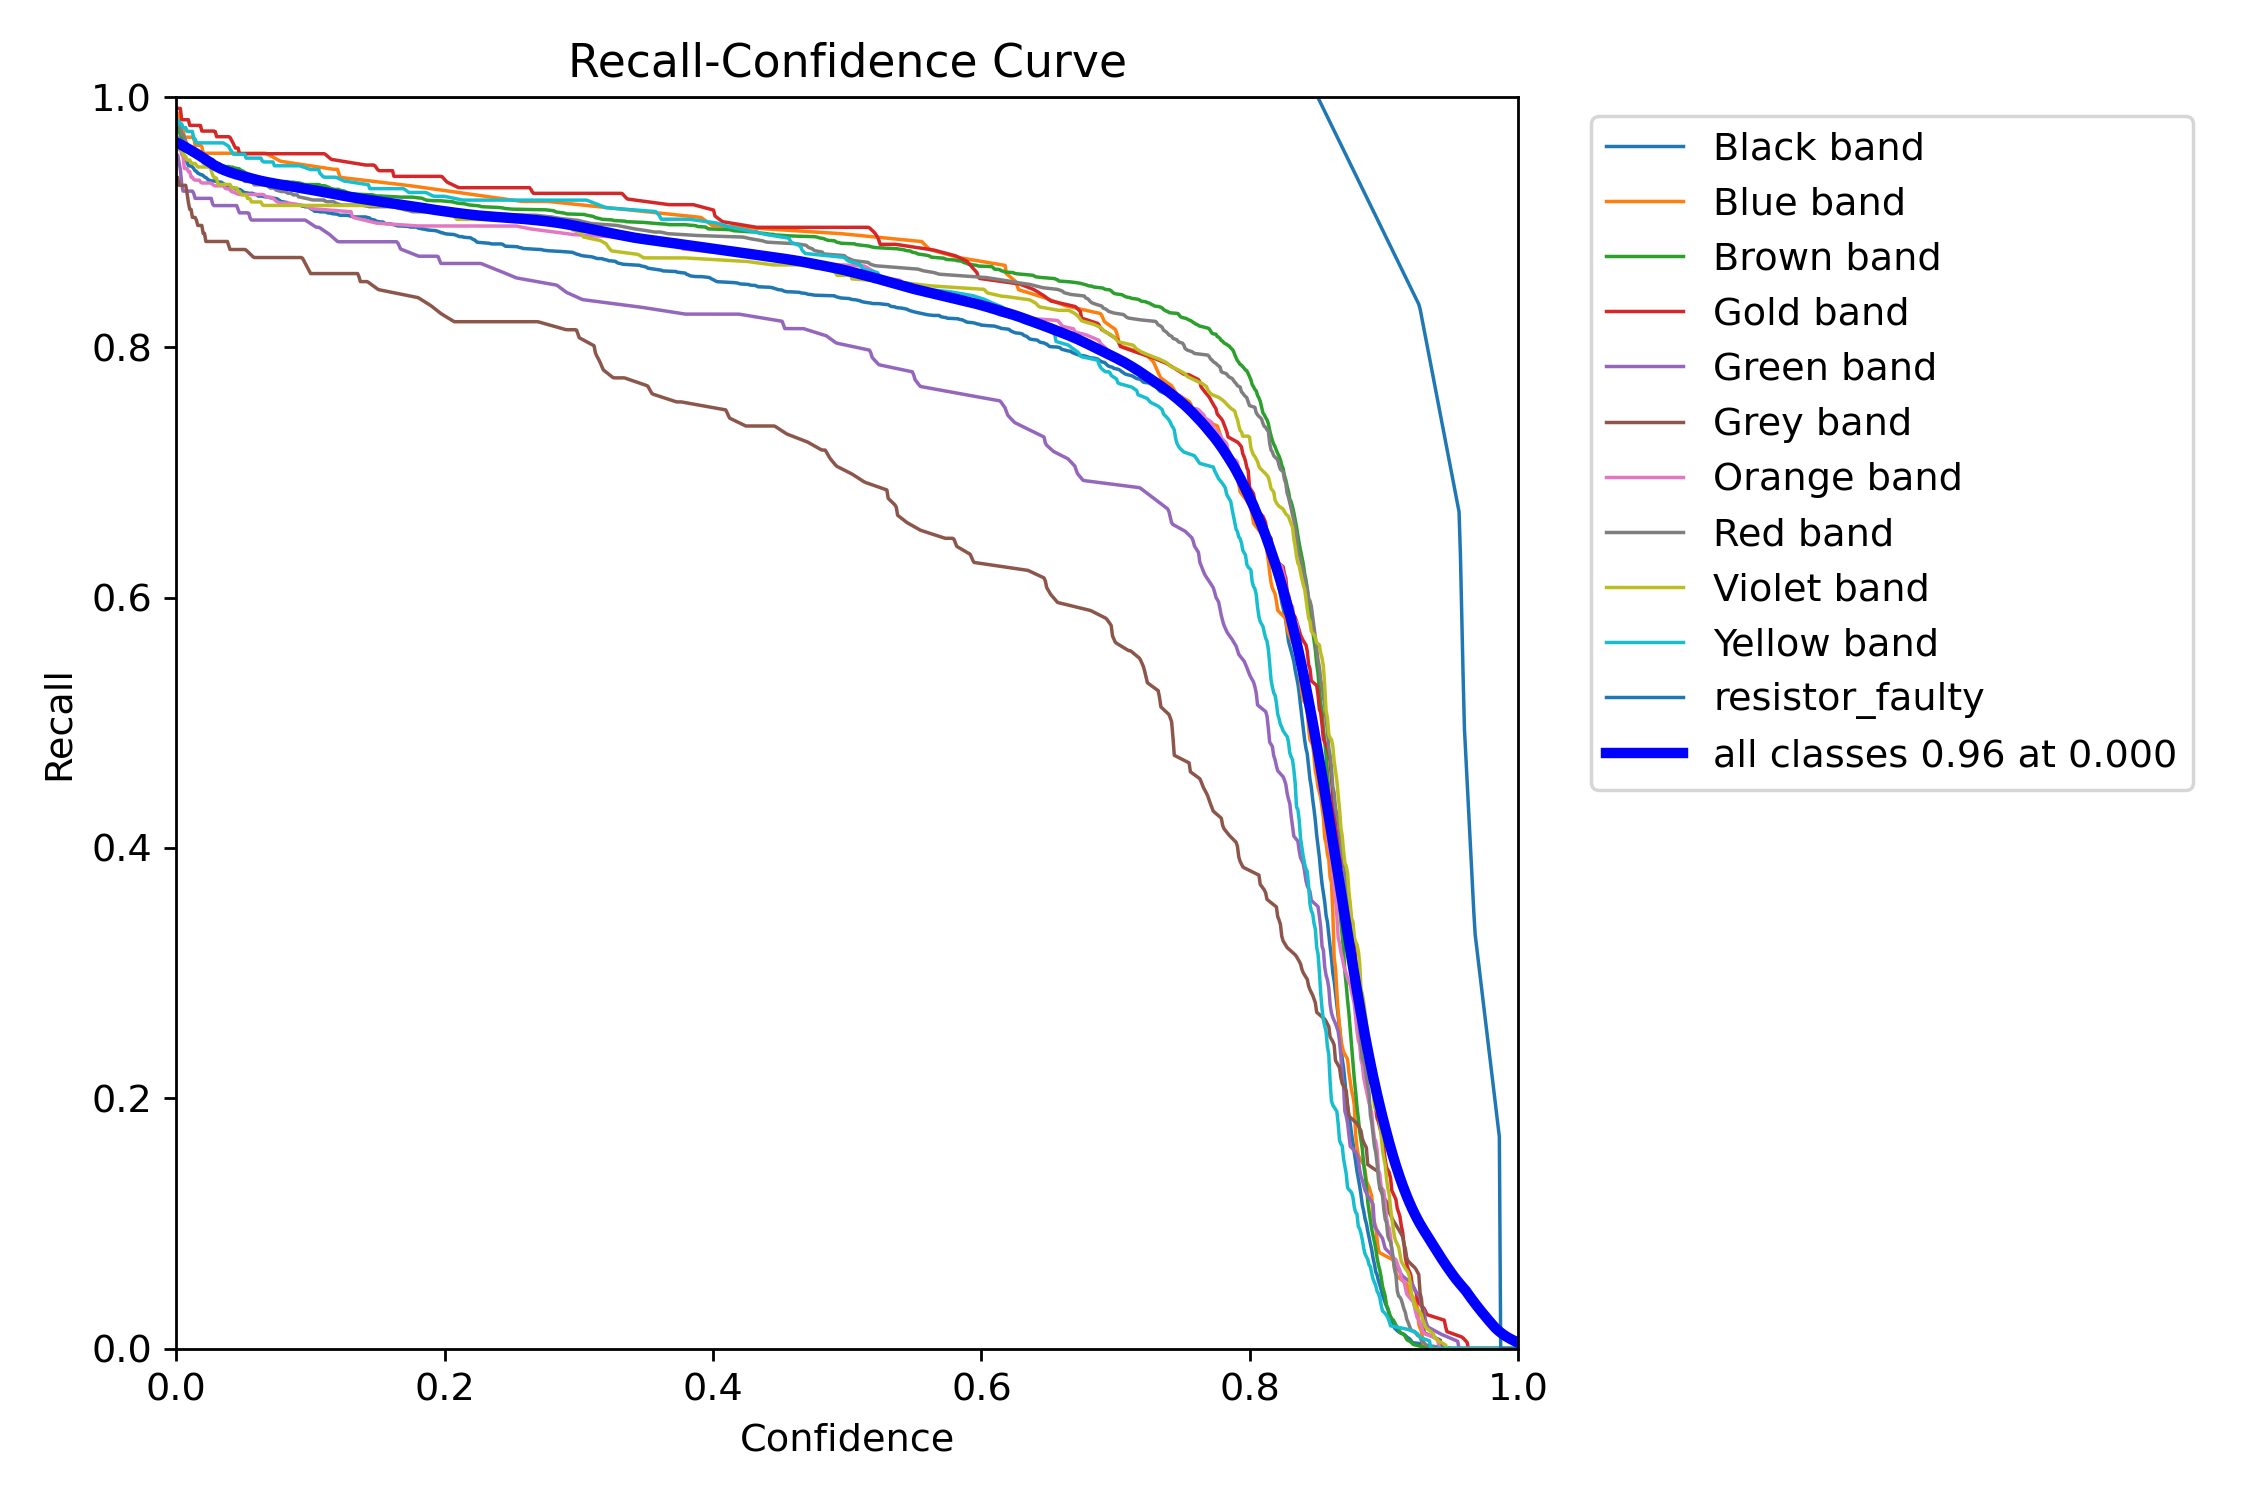 Recall-Confidence Curve
1.0
0.8
0.6
0.4
0.2
0.0
Recall
0.0 0.2 0.4 0.6 0.8 1.0
Confidence
Black band
Blue band
Brown band
Gold band
Green band
Grey band
Orange band
Red band
Violet band
Yellow band
resistor_faulty
all classes 0.96 at 0.000